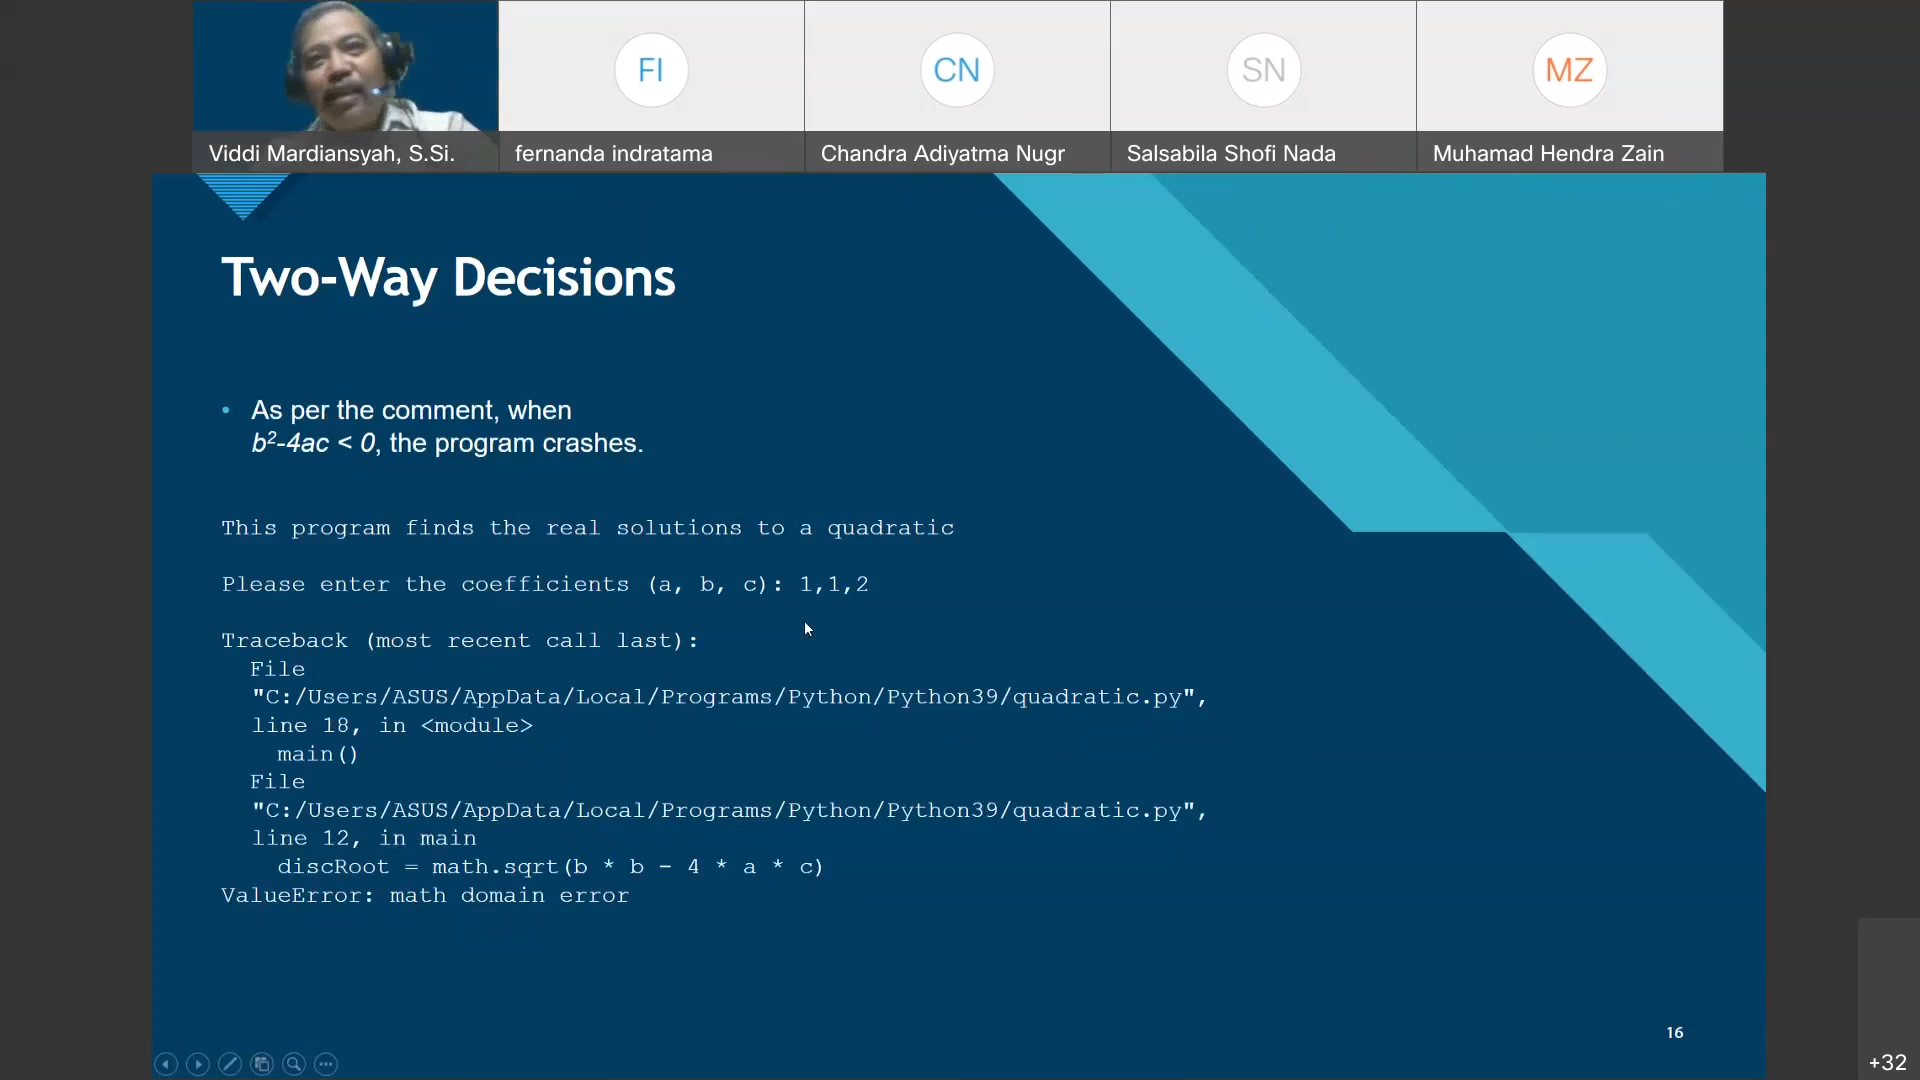 FI
CN
SN
MZ
Viddi Mardiansyah, S.Si.
fernanda indratama
Chandra Adiyatma Nugr
Salsabila Shofi Nada
Muhamad Hendra Zain
Two-Way Decisions
• As per the comment, when
b²-4ac < 0, the program crashes.
This program finds the real solutions to a quadratic
Please enter the coefficients (a, b, c): 1,1,2
Traceback (most recent call last):
File
"C:/Users/ASUS/AppData/Local/Programs/Python/Python39/quadratic.py",
line 18, in <module>
main()
File
"C:/Users/ASUS/AppData/Local/Programs/Python/Python39/quadratic.py",
line 12, in main
discRoot = math.sqrt(b * b - 4 * a * c)
ValueError: math domain error
16
+32